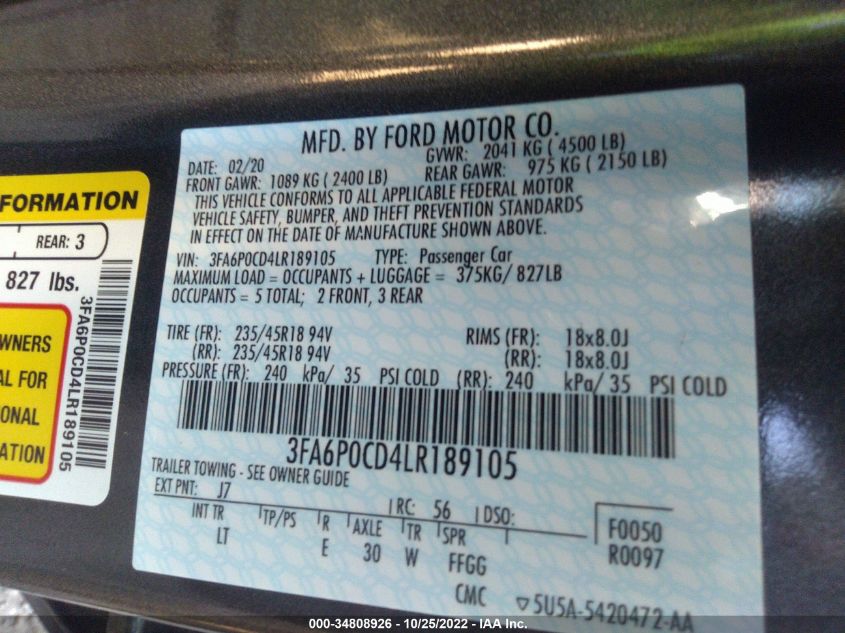 FORMATION
REAR: 3
827 lbs.
WNERS
AL FOR
ONAL
ATION
3FA6P0CD4LR189105
MFD. BY FORD MOTOR CO.
DATE: 02/20 GVWR: 2041 KG ( 4500 LB)
FRONT GAWR: 1089 KG ( 2400 LB) REAR GAWR: 975 KG ( 2150 LB)
THIS VEHICLE CONFORMS TO ALL APPLICABLE FEDERAL MOTOR
VEHICLE SAFETY, BUMPER, AND THEFT PREVENTION STANDARDS
IN EFFECT ON THE DATE OF MANUFACTURE SHOWN ABOVE.
VIN: 3FA6P0CD4LR189105 TYPE: Passenger Car
MAXIMUM LOAD = OCCUPANTS + LUGGAGE = 375KG/ 827LB
OCCUPANTS = 5 TOTAL; 2 FRONT, 3 REAR
TIRE (FR): 235/45R18 94V RIMS (FR): 18x8.0J
(RR): 235/45R18 94V (RR): 18x8.0J
PRESSURE (FR): 240 kPa/ 35 PSI COLD (RR): 240 kPa/ 35 PSI COLD
3FA6P0CD4LR189105
TRAILER TOWING - SEE OWNER GUIDE
EXT PNT: J7 RC: 56 DSO: F0050
INT TR TP/PS R AXLE TR SPR R0097
LT E 30 W FFGG
CMC 5U5A-5420472-AA
000-34808926 - 10/25/2022 - IAA Inc.